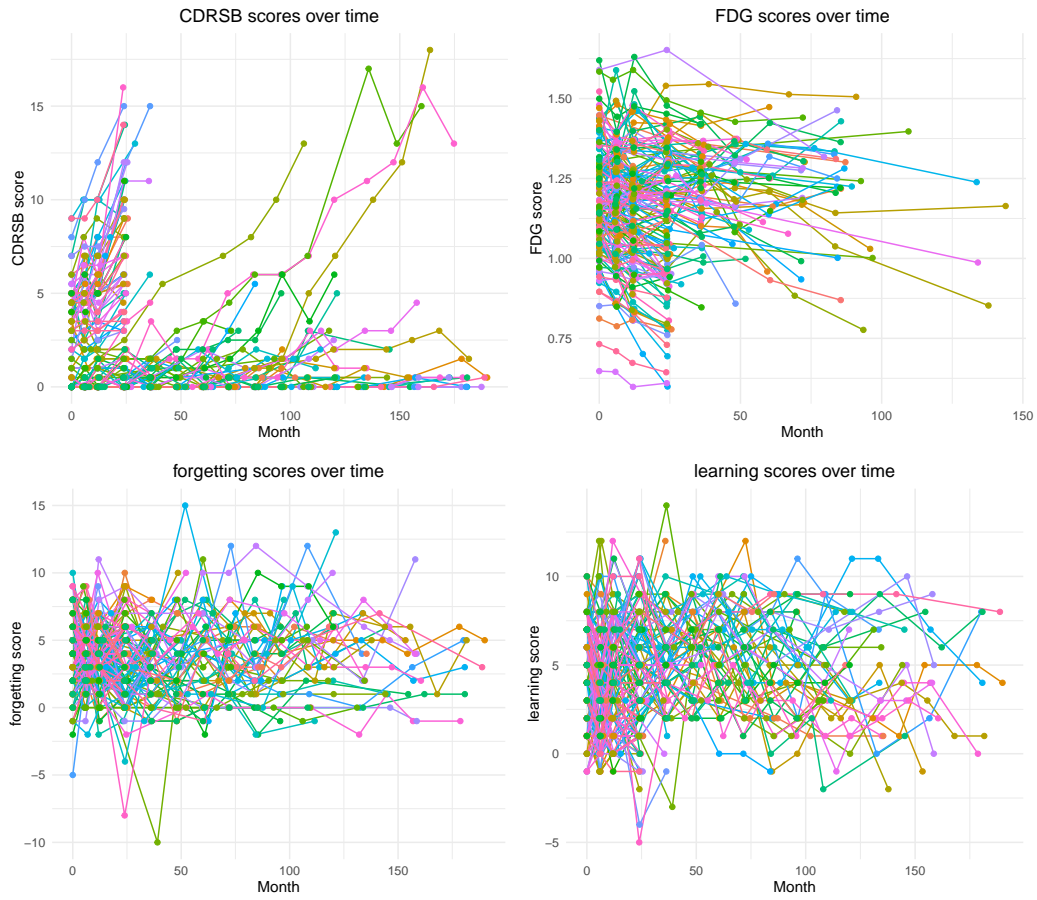 CDRSB scores over time
CDRSB score
15
10
5
0
0
50
100
150
Month
FDG scores over time
FDG score
1.50
1.25
1.00
0.75
0
50
100
150
Month
forgetting scores over time
forgetting score
15
10
5
0
−5
−10
0
50
100
150
Month
learning scores over time
learning score
10
5
0
−5
0
50
100
150
Month